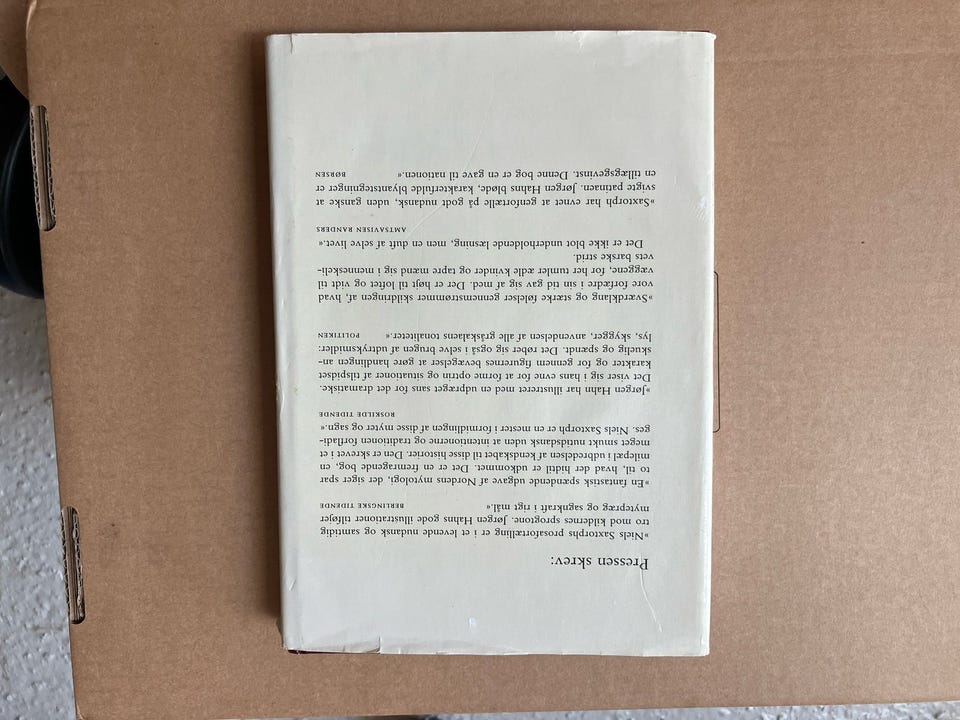 Pressen skrev:
»Niels Saxtorphs prosafortælling er i et levende nudansk og samtidig
tro mod kildernes sprogtone. Jørgen Hahns gode illustrationer tilføjer
mytepræg og sagnkraft i rigt mål.« BERLINGSKE TIDENDE
»En fantastisk spændende udgave af Nordens mytologi, der siger spar
to til, hvad der hidtil er udkommet. Det er en fremragende bog, en
milepæl i udbredelsen af kendskabet til disse historier. Den er skrevet i et
meget smukt nutidsdansk uden at intentionerne og traditionen forfladi-
ges. Niels Saxtorph er en mester i formidlingen af disse myter og sagn.«
ROSKILDE TIDENDE
»Jørgen Hahn har illustreret med en udpræget sans for det dramatiske.
Det viser sig i hans evne for at forme optrin og situationer af tilspidset
karakter og for gennem figurernes bevægelser at gøre handlingen an-
skuelig og spændt. Det røber sig også i selve brugen af udtryksmidler:
lys, skygger, anvendelsen af alle gråskalaens tonaliteter.« POLITIKEN
»Sværdklang og stærke følelser gennemstrømmer skildringen af, hvad
vore forfædre i sin tid gav sig af med. Der er højt til loftet og vidt til
væggene, for her tumler ædle kvinder og tapre mænd sig i menneskeli-
vets barske strid.
Det er ikke blot underholdende læsning, men en duft af selve livet.«
AMTSAVISEN RANDERS
»Saxtorph har evnet at genfortælle på godt nudansk, uden ganske at
svigte patinaen. Jørgen Hahns bløde, karakterfulde blyantstegninger er
en tillægsgevinst. Denne bog er en gave til nationen.« BØRSEN